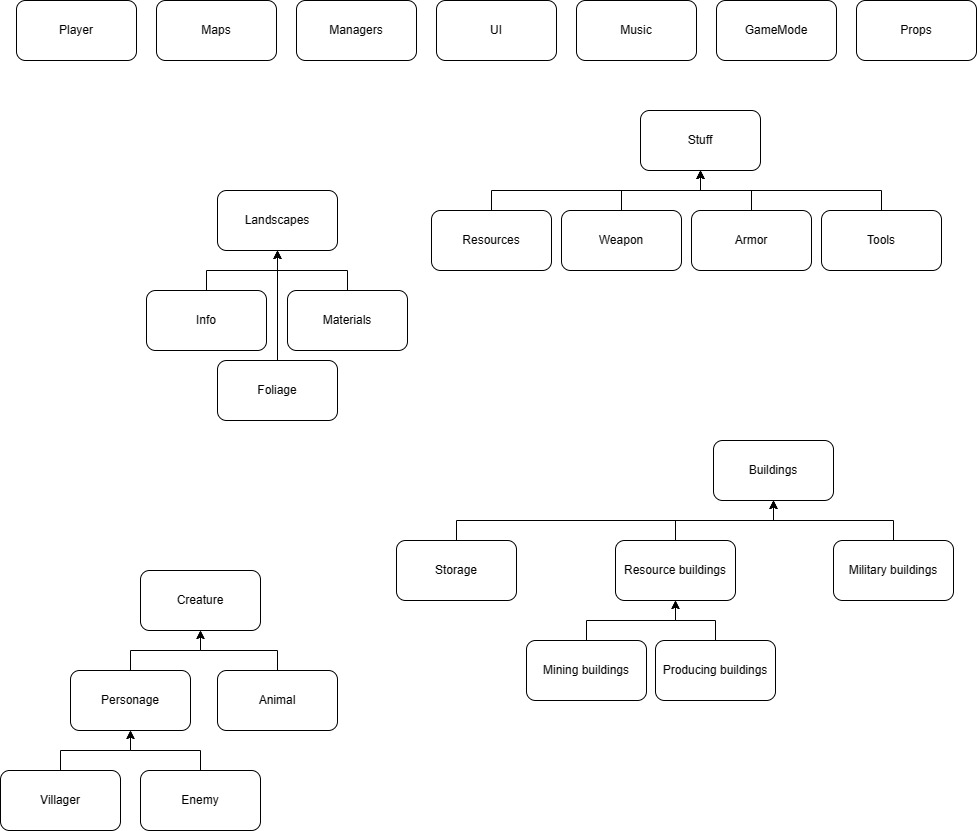 Player
Maps
Managers
UI
Music
GameMode
Props
Stuff
Landscapes
Resources
Weapon
Armor
Tools
Info
Materials
Foliage
Buildings
Storage
Resource buildings
Military buildings
Creature
Mining buildings
Producing buildings
Personage
Animal
Villager
Enemy